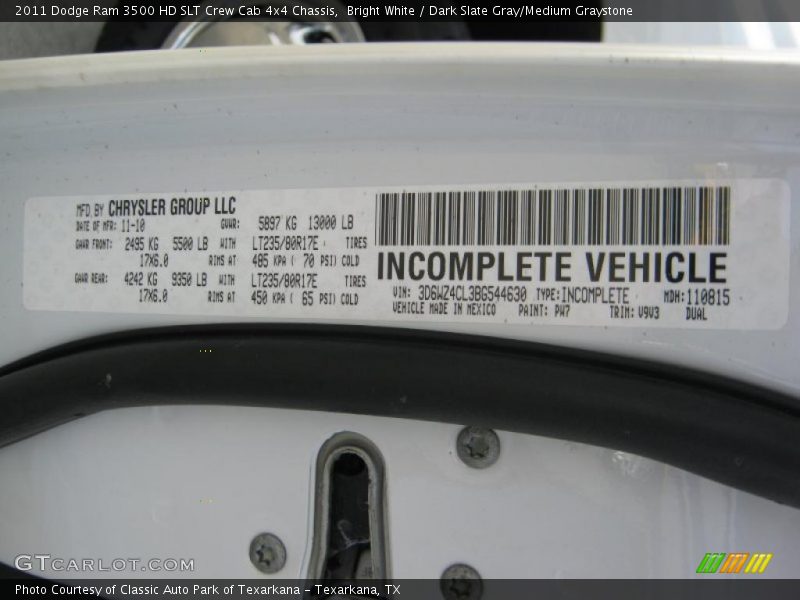 2011 Dodge Ram 3500 HD SLT Crew Cab 4x4 Chassis, Bright White / Dark Slate Gray/Medium Graystone
MFD BY CHRYSLER GROUP LLC
DATE OF MFR: 11-10 GVWR: 5897 KG 13000 LB
GAWR FRONT: 2495 KG 5500 LB WITH LT235/80R17E TIRES
17X6.0 RIMS AT 485 KPA ( 70 PSI) COLD
GAWR REAR: 4242 KG 9350 LB WITH LT235/80R17E TIRES
17X6.0 RIMS AT 450 KPA ( 65 PSI) COLD
INCOMPLETE VEHICLE
VIN: 3D6WZ4CL3BG544630 TYPE: INCOMPLETE MDH: 110815
VEHICLE MADE IN MEXICO PAINT: PW7 TRIM: V9V3 DUAL
GTCARLOT.COM
Photo Courtesy of Classic Auto Park of Texarkana - Texarkana, TX